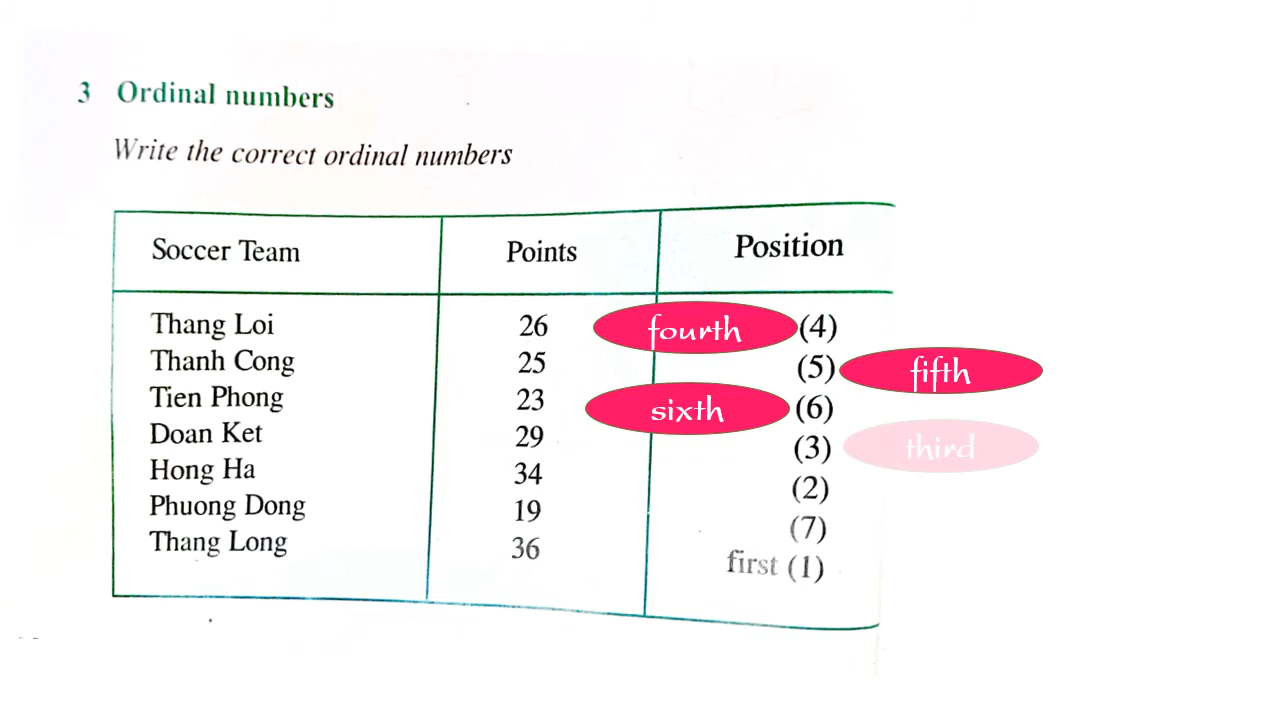 3 Ordinal numbers
Write the correct ordinal numbers
Soccer Team Points Position
Thang Loi 26 fourth (4)
Thanh Cong 25 (5) fifth
Tien Phong 23 sixth (6)
Doan Ket 29 (3) third
Hong Ha 34 (2)
Phuong Dong 19 (7)
Thang Long 36 first (1)